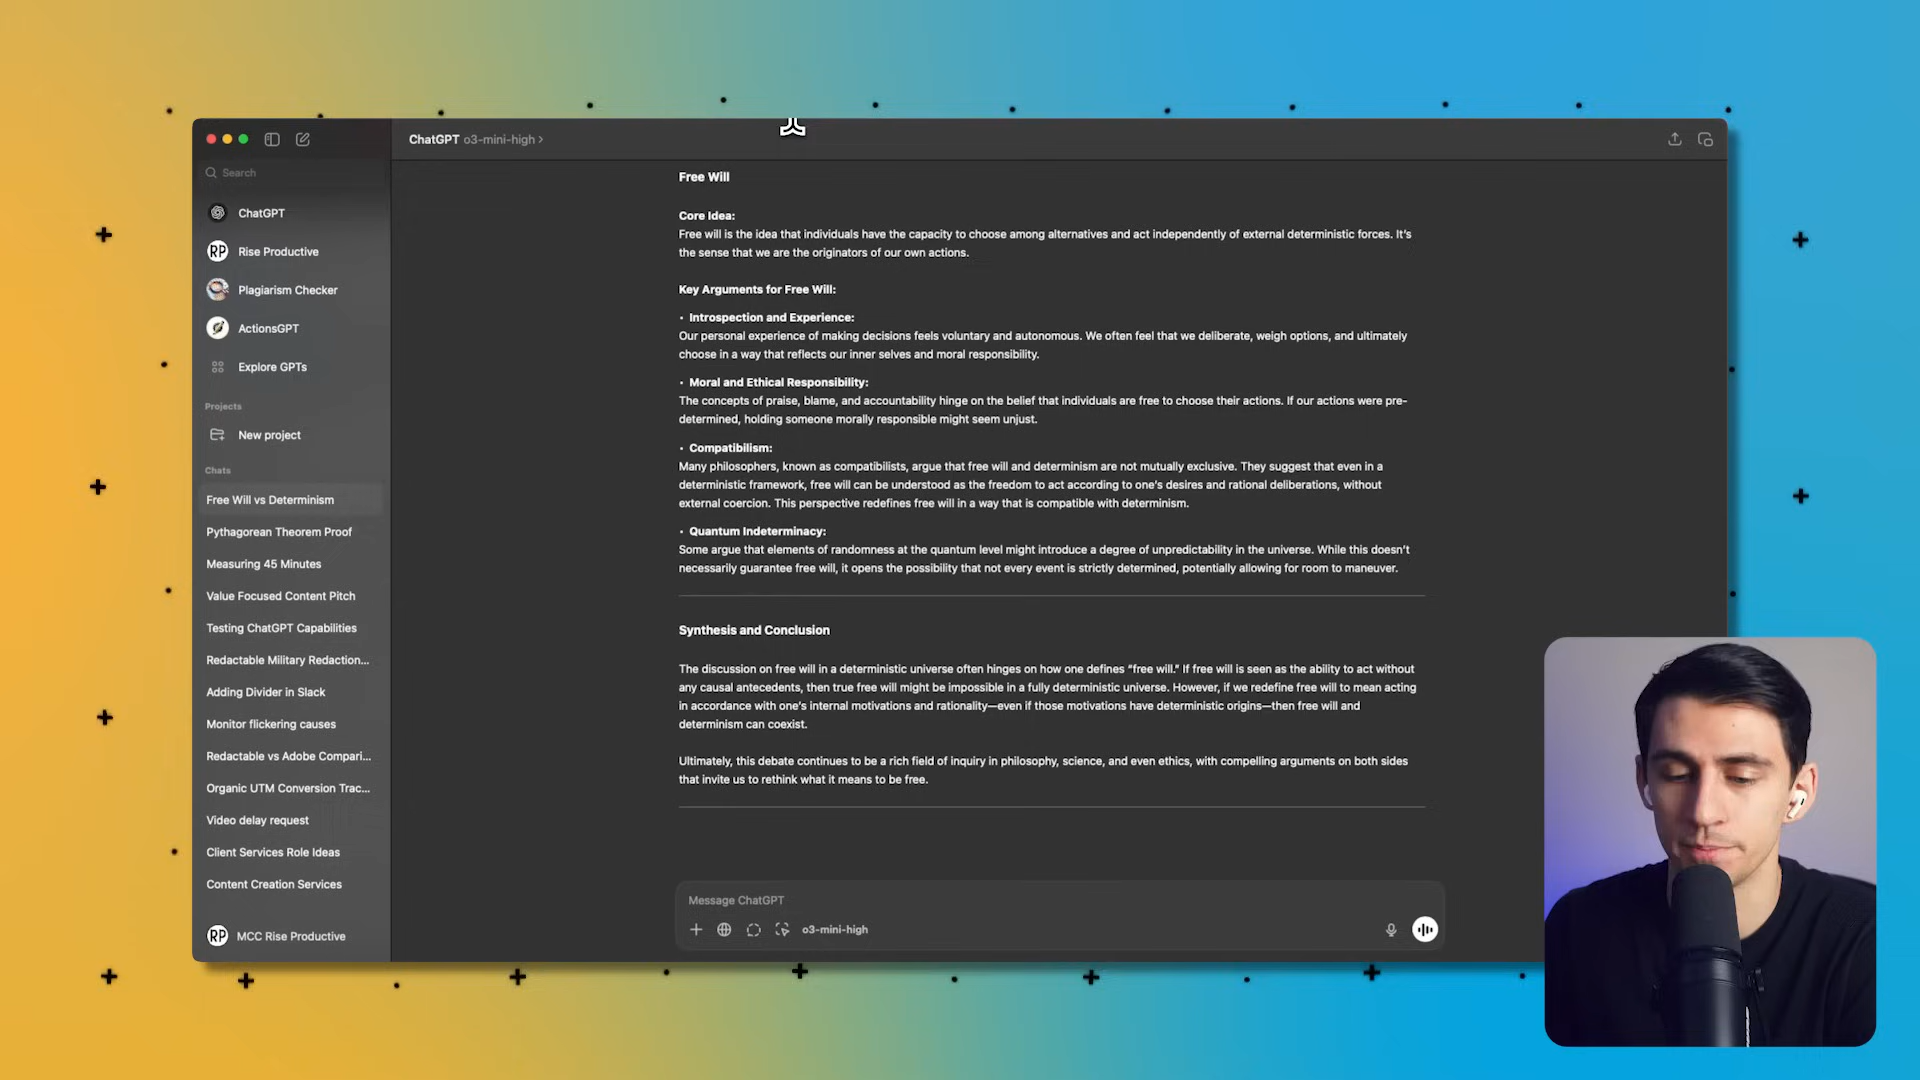 ChatGPT o3-mini-high >
Search
ChatGPT
RP Rise Productive
Plagiarism Checker
ActionsGPT
Explore GPTs
Projects
New project
Chats
Free Will vs Determinism
Pythagorean Theorem Proof
Measuring 45 Minutes
Value Focused Content Pitch
Testing ChatGPT Capabilities
Redactable Military Redaction...
Adding Divider in Slack
Monitor flickering causes
Redactable vs Adobe Compari...
Organic UTM Conversion Trac...
Video delay request
Client Services Role Ideas
Content Creation Services
RP MCC Rise Productive
Free Will
Core Idea:
Free will is the idea that individuals have the capacity to choose among alternatives and act independently of external deterministic forces. It's
the sense that we are the originators of our own actions.
Key Arguments for Free Will:
• Introspection and Experience:
Our personal experience of making decisions feels voluntary and autonomous. We often feel that we deliberate, weigh options, and ultimately
choose in a way that reflects our inner selves and moral responsibility.
• Moral and Ethical Responsibility:
The concepts of praise, blame, and accountability hinge on the belief that individuals are free to choose their actions. If our actions were pre-
determined, holding someone morally responsible might seem unjust.
• Compatibilism:
Many philosophers, known as compatibilists, argue that free will and determinism are not mutually exclusive. They suggest that even in a
deterministic framework, free will can be understood as the freedom to act according to one's desires and rational deliberations, without
external coercion. This perspective redefines free will in a way that is compatible with determinism.
• Quantum Indeterminacy:
Some argue that elements of randomness at the quantum level might introduce a degree of unpredictability in the universe. While this doesn't
necessarily guarantee free will, it opens the possibility that not every event is strictly determined, potentially allowing for room to maneuver.
Synthesis and Conclusion
The discussion on free will in a deterministic universe often hinges on how one defines “free will.” If free will is seen as the ability to act without
any causal antecedents, then true free will might be impossible in a fully deterministic universe. However, if we redefine free will to mean acting
in accordance with one's internal motivations and rationality—even if those motivations have deterministic origins—then free will and
determinism can coexist.
Ultimately, this debate continues to be a rich field of inquiry in philosophy, science, and even ethics, with compelling arguments on both sides
that invite us to rethink what it means to be free.
Message ChatGPT
o3-mini-high